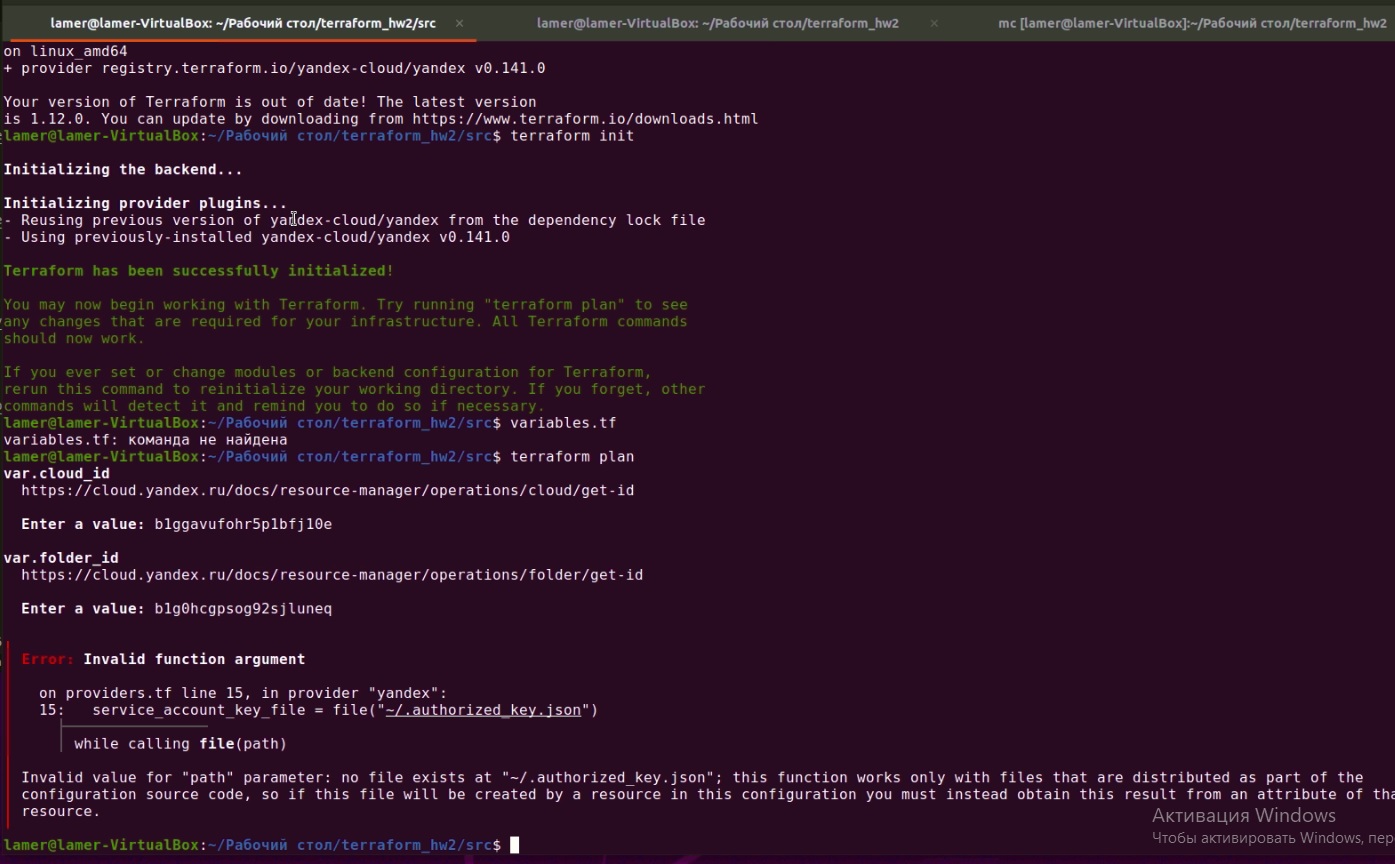 lamer@lamer-VirtualBox: ~/Рабочий стол/terraform_hw2/src × lamer@lamer-VirtualBox: ~/Рабочий стол/terraform_hw2 × mc [lamer@lamer-VirtualBox]:~/Рабочий стол/terraform_hw2
on linux_amd64
+ provider registry.terraform.io/yandex-cloud/yandex v0.141.0
Your version of Terraform is out of date! The latest version
is 1.12.0. You can update by downloading from https://www.terraform.io/downloads.html
lamer@lamer-VirtualBox:~/Рабочий стол/terraform_hw2/src$ terraform init
Initializing the backend...
Initializing provider plugins...
- Reusing previous version of yandex-cloud/yandex from the dependency lock file
- Using previously-installed yandex-cloud/yandex v0.141.0
Terraform has been successfully initialized!
You may now begin working with Terraform. Try running "terraform plan" to see
any changes that are required for your infrastructure. All Terraform commands
should now work.
If you ever set or change modules or backend configuration for Terraform,
rerun this command to reinitialize your working directory. If you forget, other
commands will detect it and remind you to do so if necessary.
lamer@lamer-VirtualBox:~/Рабочий стол/terraform_hw2/src$ variables.tf
variables.tf: команда не найдена
lamer@lamer-VirtualBox:~/Рабочий стол/terraform_hw2/src$ terraform plan
var.cloud_id
https://cloud.yandex.ru/docs/resource-manager/operations/cloud/get-id
Enter a value: b1ggavufohr5p1bfj10e
var.folder_id
https://cloud.yandex.ru/docs/resource-manager/operations/folder/get-id
Enter a value: b1g0hcgpsog92sjluneq
Error: Invalid function argument
on providers.tf line 15, in provider "yandex":
15: service_account_key_file = file("~/.authorized_key.json")
while calling file(path)
Invalid value for "path" parameter: no file exists at "~/.authorized_key.json"; this function works only with files that are distributed as part of the
configuration source code, so if this file will be created by a resource in this configuration you must instead obtain this result from an attribute of tha
resource.
Активация Windows
Чтобы активировать Windows, пер
lamer@lamer-VirtualBox:~/Рабочий стол/terraform_hw2/src$